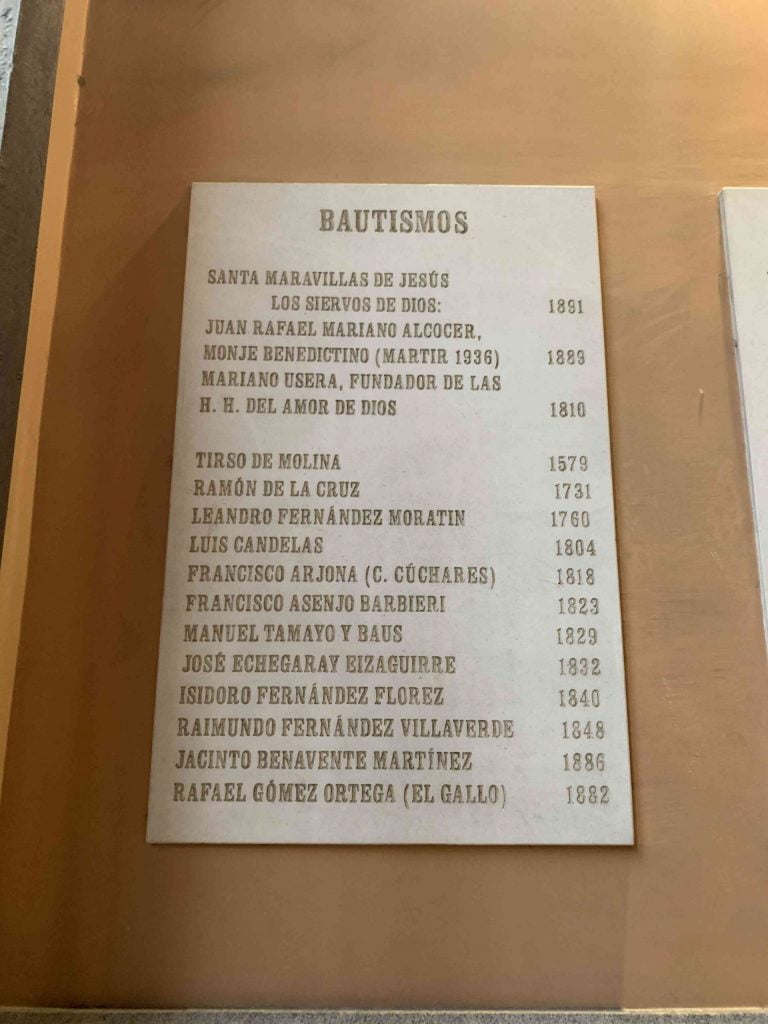 BAUTISMOS
SANTA MARAVILLAS DE JESÚS
LOS SIERVOS DE DIOS: 1891
JUAN RAFAEL MARIANO ALCOCER,
MONJE BENEDICTINO (MARTIR 1936) 1889
MARIANO USERA, FUNDADOR DE LAS
H. H. DEL AMOR DE DIOS 1810
TIRSO DE MOLINA 1579
RAMÓN DE LA CRUZ 1731
LEANDRO FERNÁNDEZ MORATIN 1760
LUIS CANDELAS 1804
FRANCISCO ARJONA (C. CÚCHARES) 1818
FRANCISCO ASENJO BARBIERI 1823
MANUEL TAMAYO Y BAUS 1829
JOSÉ ECHEGARAY EIZAGUIRRE 1832
ISIDORO FERNÁNDEZ FLOREZ 1840
RAIMUNDO FERNÁNDEZ VILLAVERDE 1848
JACINTO BENAVENTE MARTÍNEZ 1886
RAFAEL GÓMEZ ORTEGA (EL GALLO) 1882